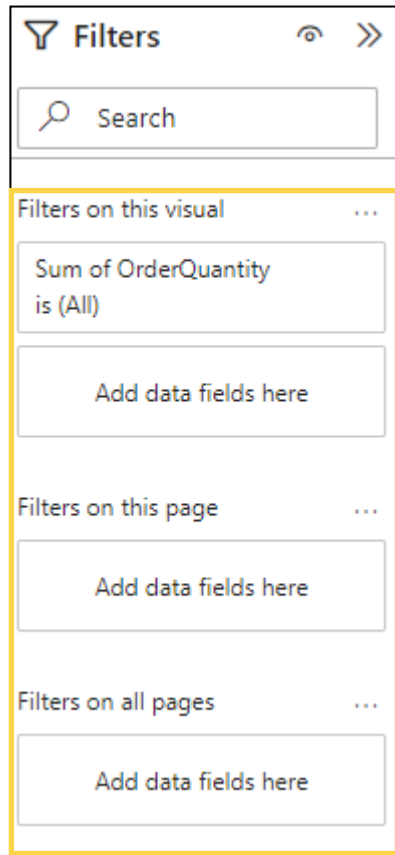 Filters
Search
Filters on this visual
Sum of OrderQuantity
is (All)
Add data fields here
Filters on this page
Add data fields here
Filters on all pages
Add data fields here